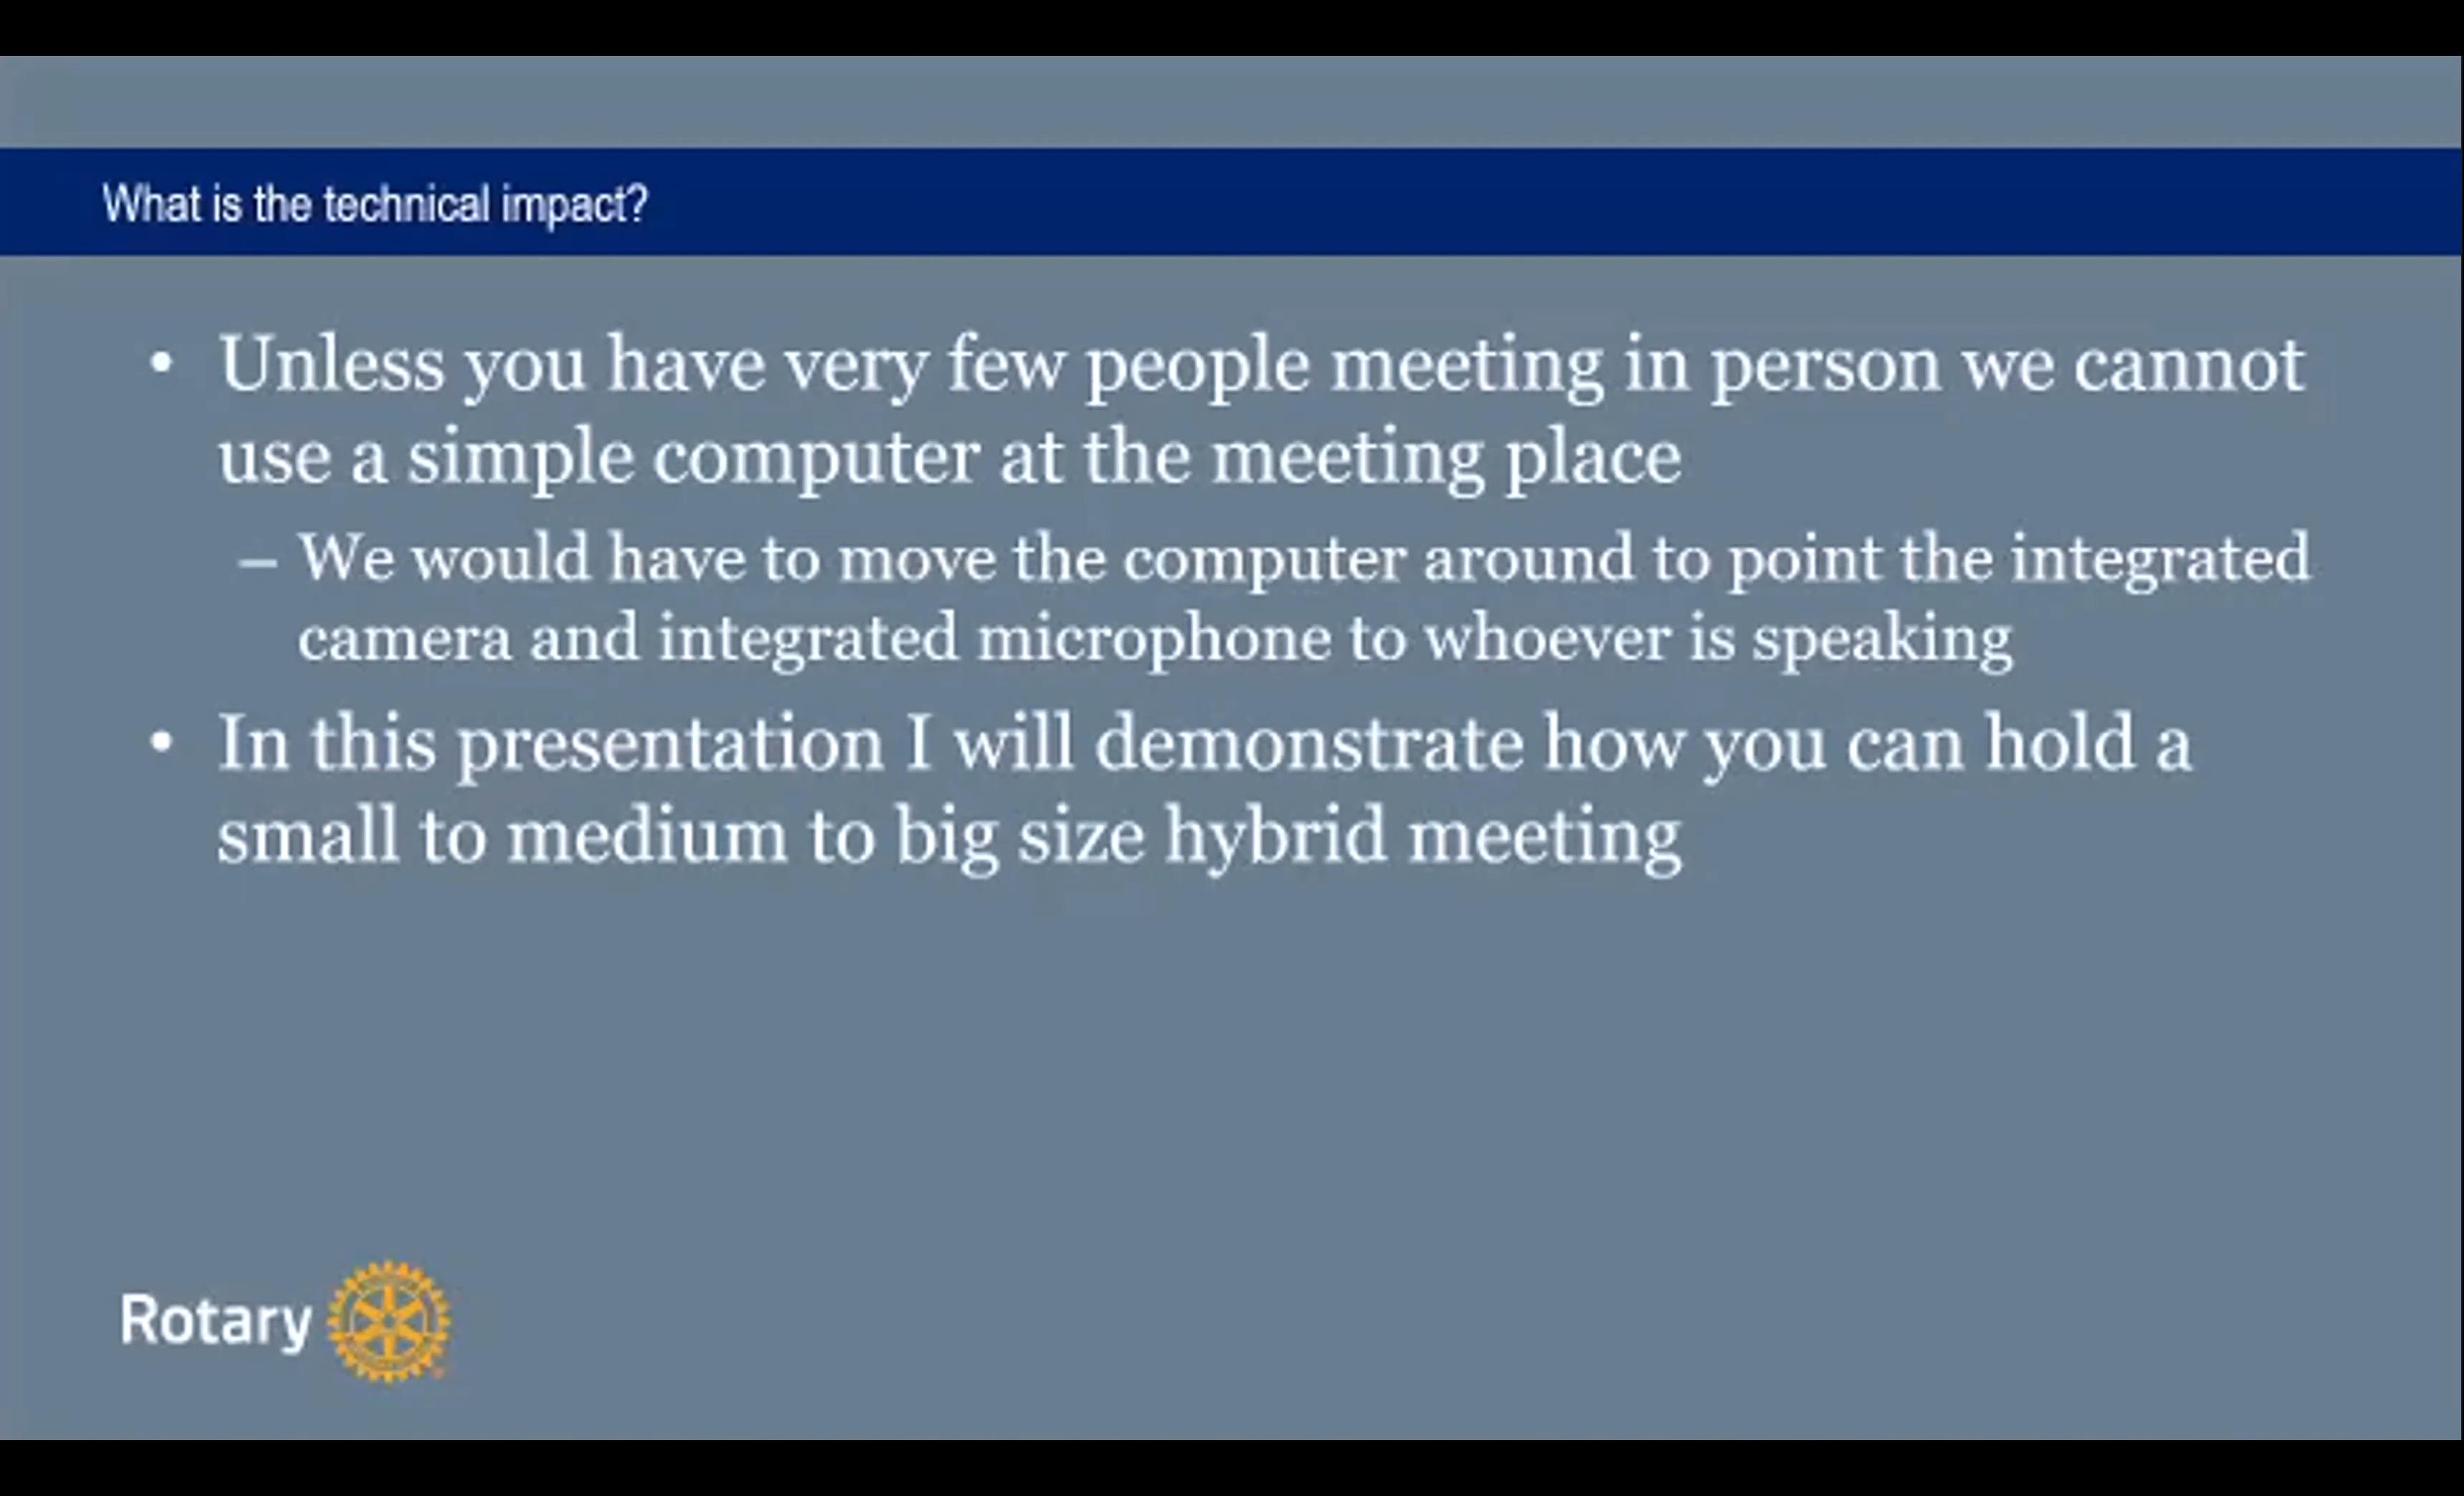 What is the technical impact?
• Unless you have very few people meeting in person we cannot
use a simple computer at the meeting place
– We would have to move the computer around to point the integrated
camera and integrated microphone to whoever is speaking
• In this presentation I will demonstrate how you can hold a
small to medium to big size hybrid meeting
Rotary